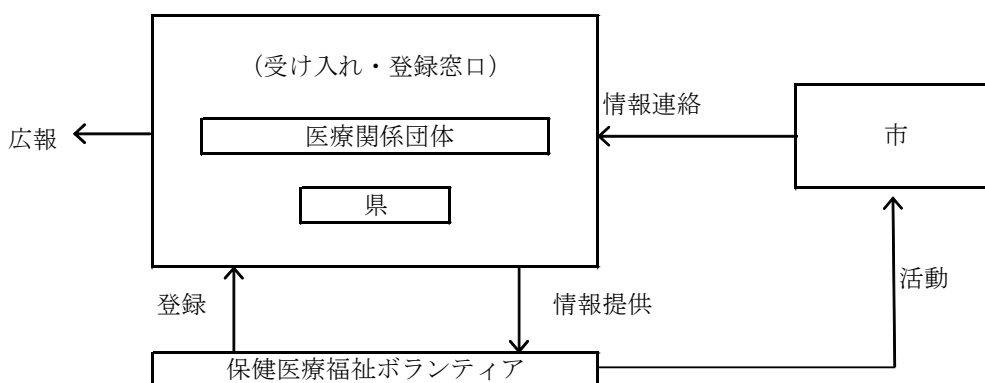 (受け入れ・登録窓口)
情報連絡
広報
医療関係団体
市
県
登録
情報提供
活動
保健医療福祉ボランティア